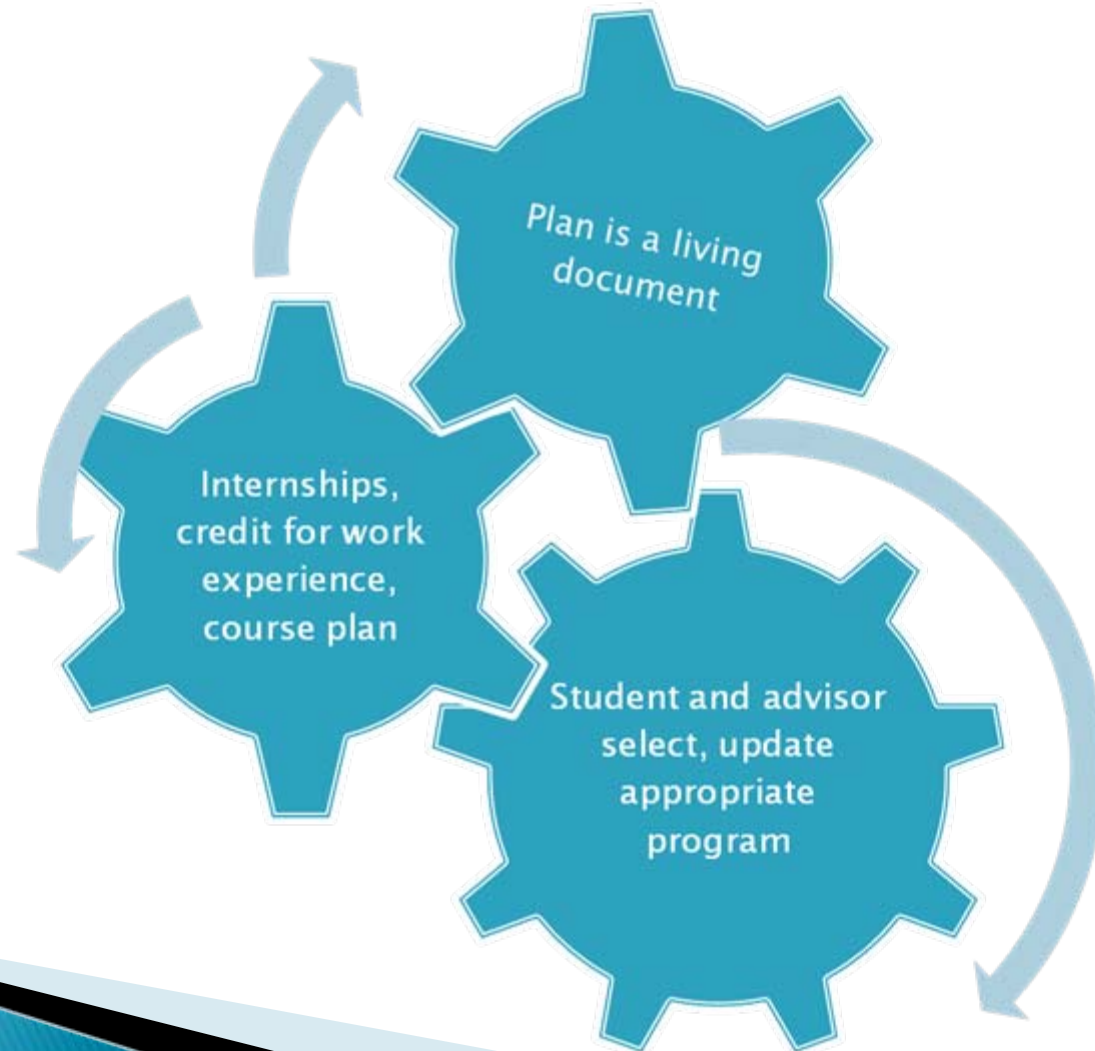 Plan is a living
document
Internships,
credit for work
experience,
course plan
Student and advisor
select, update
appropriate
program